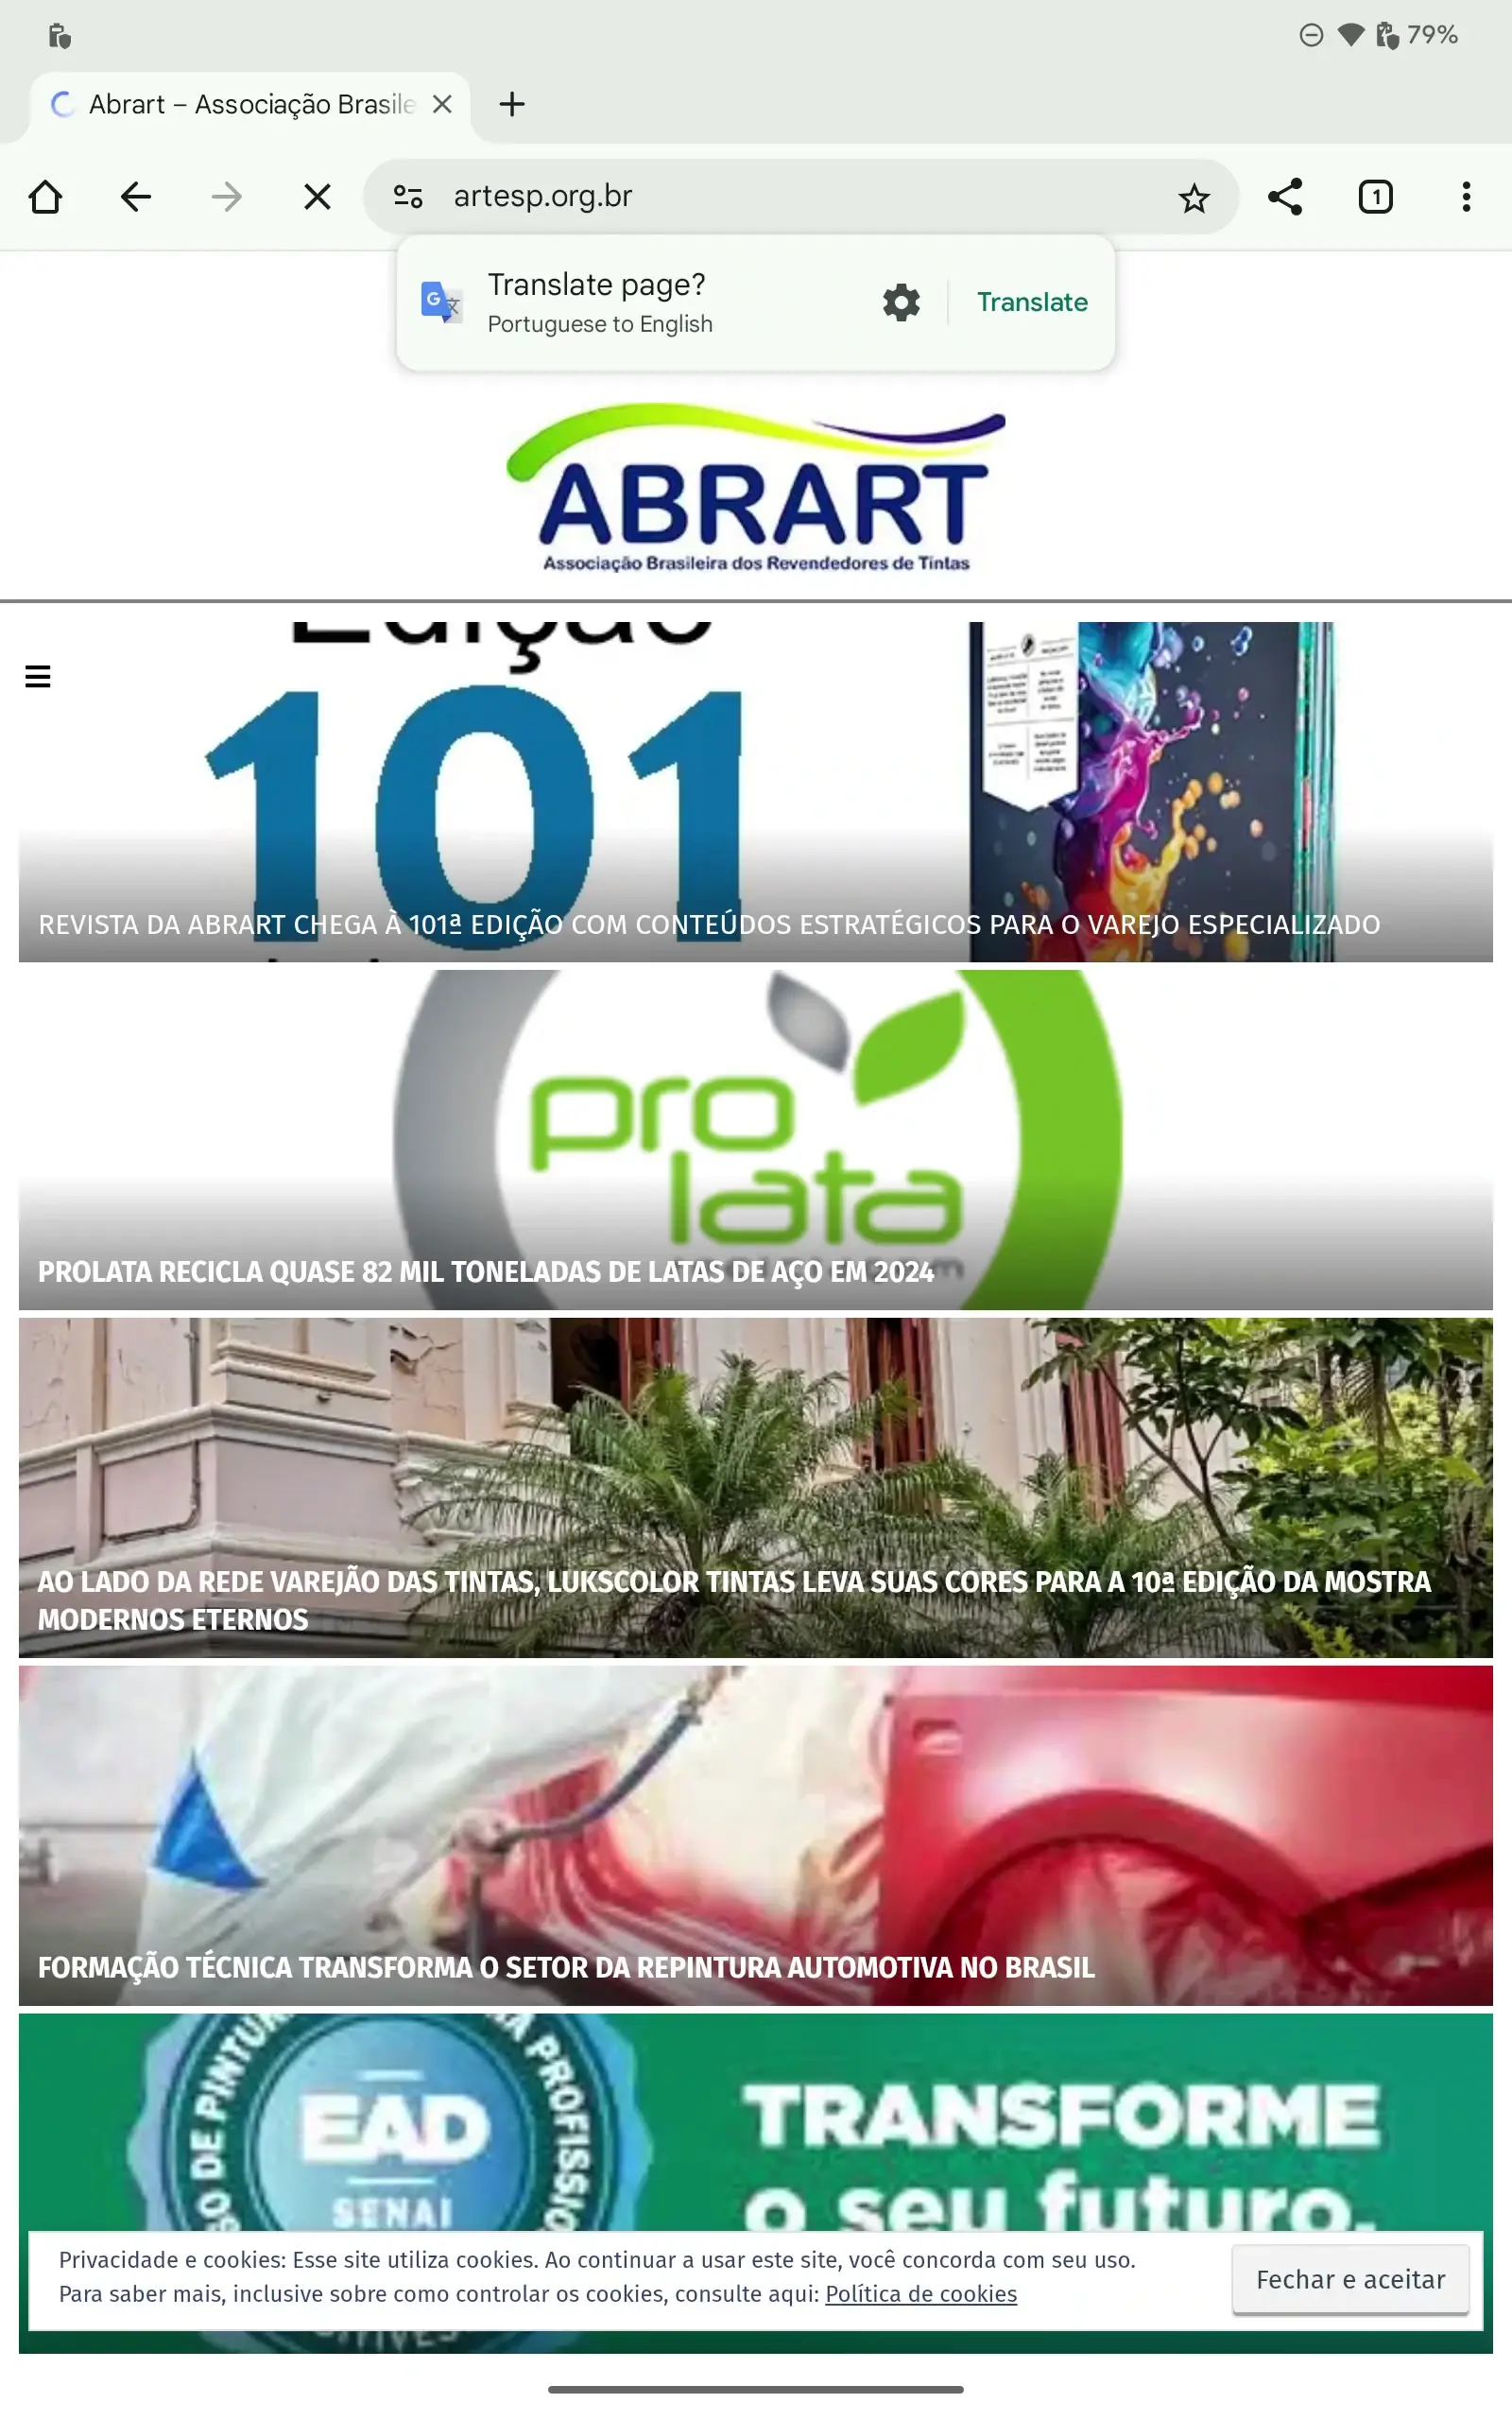 79%
Abrart – Associação Brasile
artesp.org.br
1
Translate page?
Portuguese to English
Translate
ABRART
Associação Brasileira dos Revendedores de Tintas
Edição
101
REVISTA DA ABRART CHEGA À 101ª EDIÇÃO COM CONTEÚDOS ESTRATÉGICOS PARA O VAREJO ESPECIALIZADO
pro
lata
PROLATA RECICLA QUASE 82 MIL TONELADAS DE LATAS DE AÇO EM 2024
AO LADO DA REDE VAREJÃO DAS TINTAS, LUKSCOLOR TINTAS LEVA SUAS CORES PARA A 10ª EDIÇÃO DA MOSTRA
MODERNOS ETERNOS
FORMAÇÃO TÉCNICA TRANSFORMA O SETOR DA REPINTURA AUTOMOTIVA NO BRASIL
DE PINTUR
PROFISSIO
EAD
SENAI
TRANSFORME
o seu futuro.
Privacidade e cookies: Esse site utiliza cookies. Ao continuar a usar este site, você concorda com seu uso.
Para saber mais, inclusive sobre como controlar os cookies, consulte aqui: Política de cookies
Fechar e aceitar